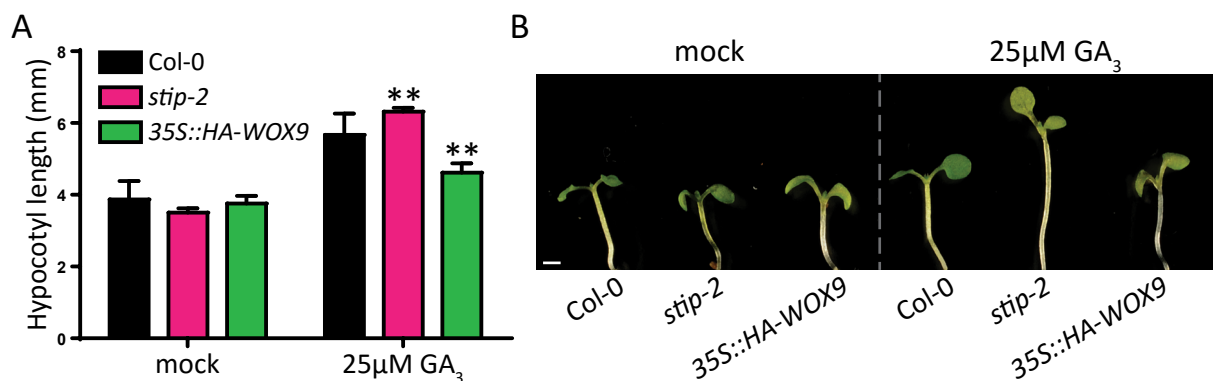 A
Hypocotyl length (mm)
8
6
4
2
0
Col-0
stip-2
35S::HA-WOX9
**
**
mock
25µM GA₃
B
mock
25µM GA₃
Col-0
stip-2
35S::HA-WOX9
Col-0
stip-2
35S::HA-WOX9